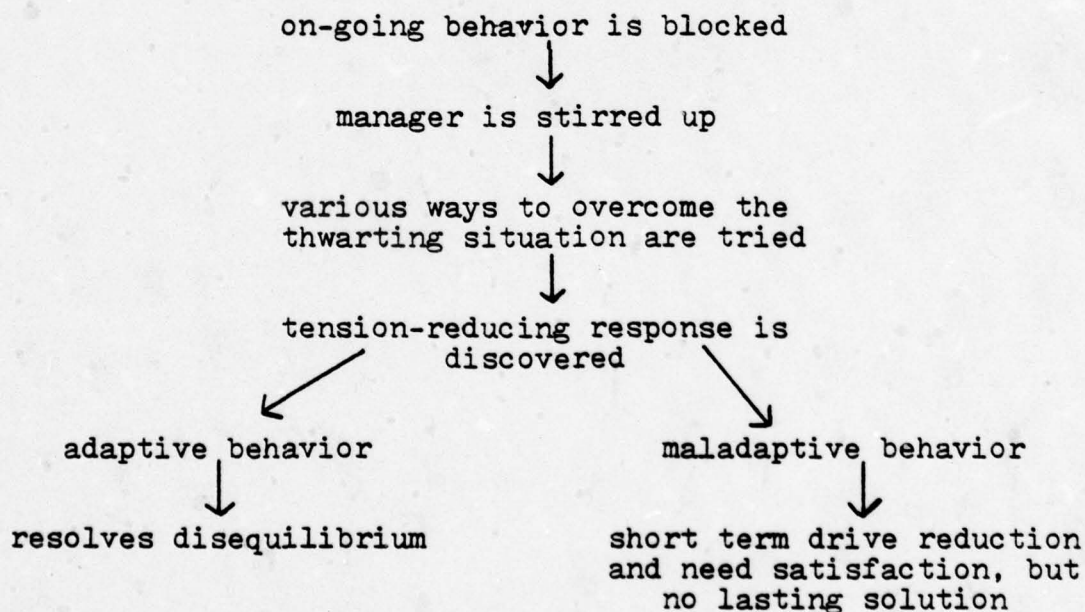 on-going behavior is blocked
manager is stirred up
various ways to overcome the
thwarting situation are tried
tension-reducing response is
discovered
adaptive behavior
maladaptive behavior
resolves disequilibrium
short term drive reduction
and need satisfaction, but
no lasting solution